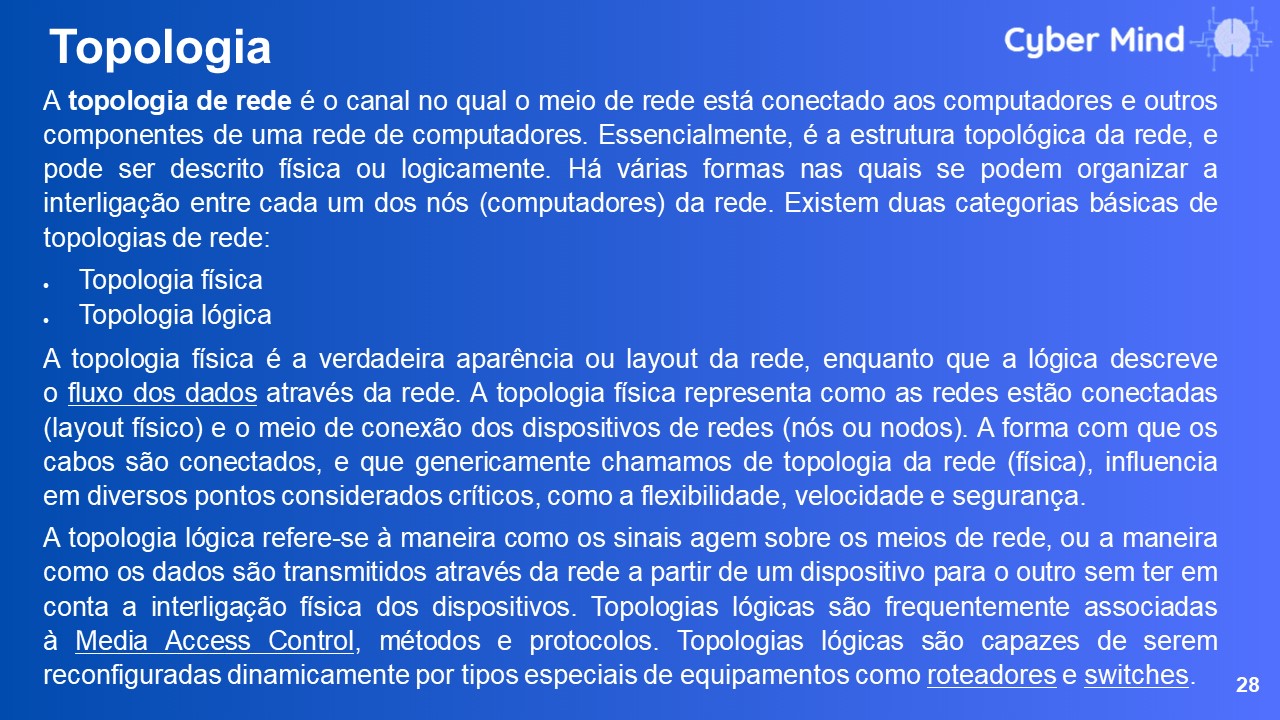 Topologia
Cyber Mind
A topologia de rede é o canal no qual o meio de rede está conectado aos computadores e outros
componentes de uma rede de computadores. Essencialmente, é a estrutura topológica da rede, e
pode ser descrito física ou logicamente. Há várias formas nas quais se podem organizar a
interligação entre cada um dos nós (computadores) da rede. Existem duas categorias básicas de
topologias de rede:
• Topologia física
• Topologia lógica
A topologia física é a verdadeira aparência ou layout da rede, enquanto que a lógica descreve
o fluxo dos dados através da rede. A topologia física representa como as redes estão conectadas
(layout físico) e o meio de conexão dos dispositivos de redes (nós ou nodos). A forma com que os
cabos são conectados, e que genericamente chamamos de topologia da rede (física), influencia
em diversos pontos considerados críticos, como a flexibilidade, velocidade e segurança.
A topologia lógica refere-se à maneira como os sinais agem sobre os meios de rede, ou a maneira
como os dados são transmitidos através da rede a partir de um dispositivo para o outro sem ter em
conta a interligação física dos dispositivos. Topologias lógicas são frequentemente associadas
à Media Access Control, métodos e protocolos. Topologias lógicas são capazes de serem
reconfiguradas dinamicamente por tipos especiais de equipamentos como roteadores e switches.
28